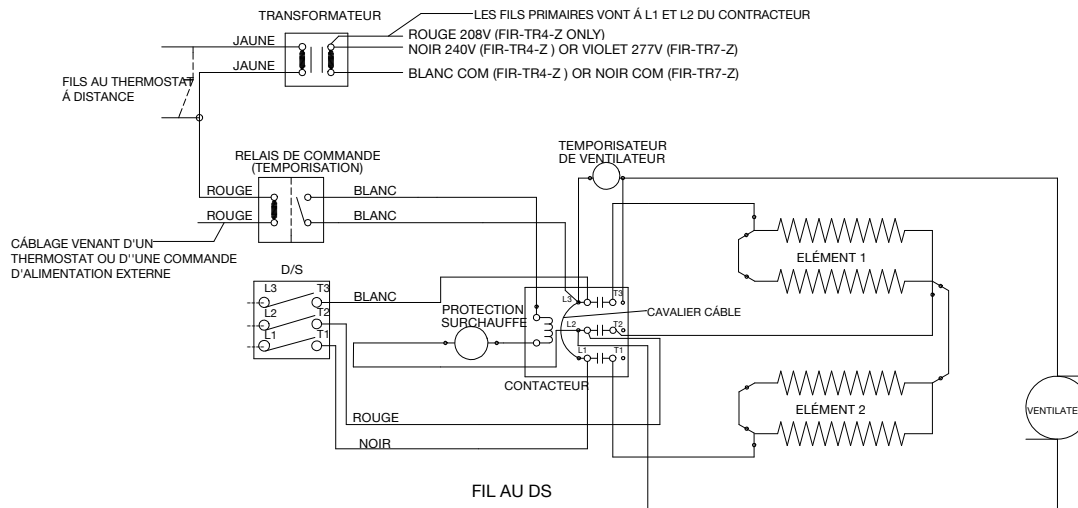 TRANSFORMATEUR
LES FILS PRIMAIRES VONT Á L1 ET L2 DU CONTRACTEUR
ROUGE 208V (FIR-TR4-Z ONLY)
JAUNE
NOIR 240V (FIR-TR4-Z ) OR VIOLET 277V (FIR-TR7-Z)
JAUNE
BLANC COM (FIR-TR4-Z ) OR NOIR COM (FIR-TR7-Z)
FILS AU THERMOSTAT
Á DISTANCE
RELAIS DE COMMANDE
(TEMPORISATION)
TEMPORISATEUR
DE VENTILATEUR
ROUGE
BLANC
ROUGE
BLANC
CÁBLAGE VENANT D'UN
THERMOSTAT OU D''UNE COMMANDE
D'ALIMENTATION EXTERNE
ELÉMENT 1
D/S
L3 T3
BLANC
L2 T2
L1 T1
PROTECTION
SURCHAUFFE
L3 T3
CAVALIER CÁBLE
L2 T2
L1 T1
CONTACTEUR
ROUGE
NOIR
ELÉMENT 2
VENTILATE
FIL AU DS